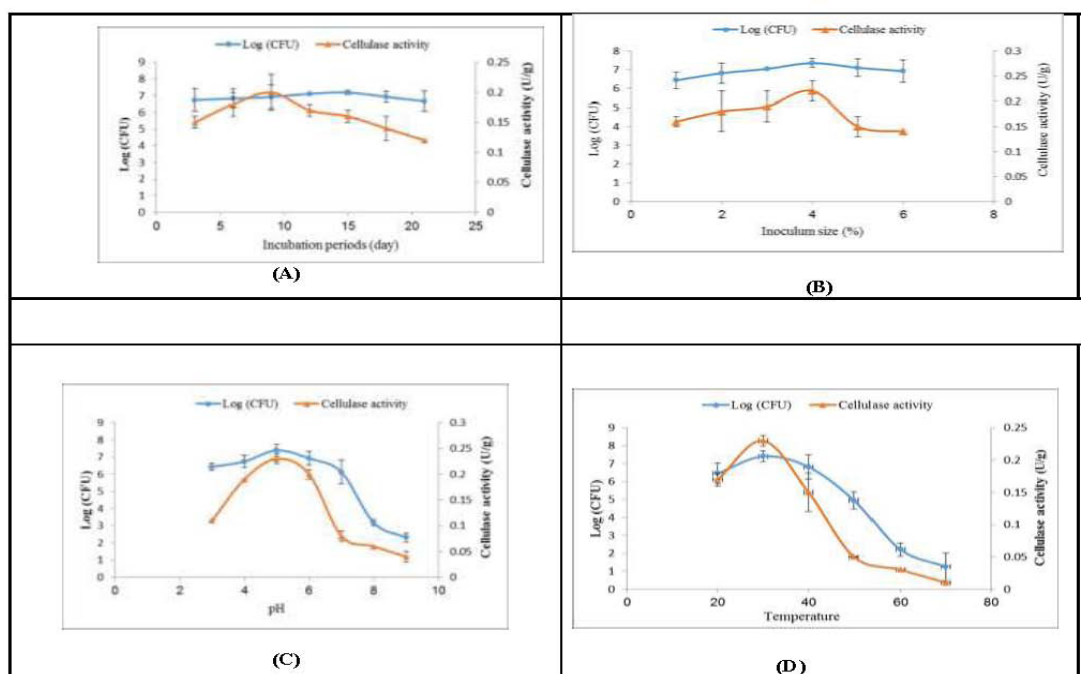 Log (CFU) Cellulase activity
9
8
7
6
5
4
3
2
1
0
Log (CFU)
0.25
0.2
0.15
0.1
0.05
0
Cellulase activity (U/g)
0 5 10 15 20 25
Incubation periods (day)
(A)
Log (CFU) Cellulase activity
8
7
6
5
4
3
2
1
0
Log (CFU)
0.3
0.25
0.2
0.15
0.1
0.05
0
Cellulase activity (U/g)
0 2 4 6 8
Inoculum size (%)
(B)
Log (CFU) Cellulase activity
9
8
7
6
5
4
3
2
1
0
Log (CFU)
0.3
0.25
0.2
0.15
0.1
0.05
0
Cellulase activity (U/g)
0 2 4 6 8 10
pH
(C)
Log (CFU) Cellulase activity
9
8
7
6
5
4
3
2
1
0
Log (CFU)
0.25
0.2
0.15
0.1
0.05
0
Cellulase activity (U/g)
0 20 40 60 80
Temperature
(D)